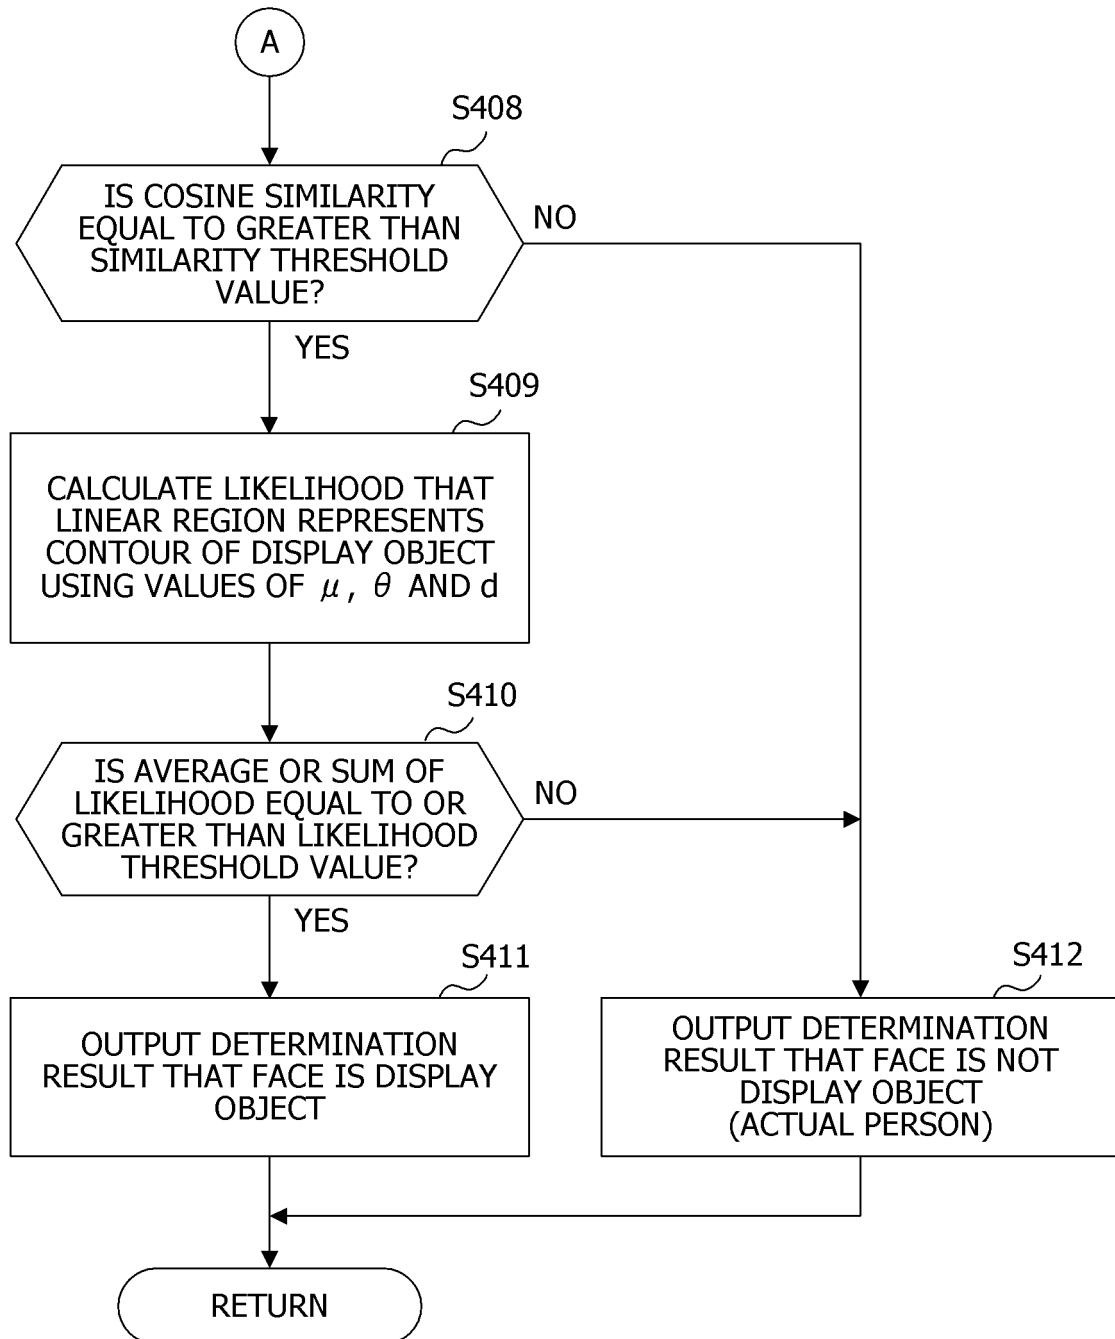 A
S408
IS COSINE SIMILARITY
EQUAL TO GREATER THAN
SIMILARITY THRESHOLD
VALUE?
NO
YES
S409
CALCULATE LIKELIHOOD THAT
LINEAR REGION REPRESENTS
CONTOUR OF DISPLAY OBJECT
USING VALUES OF μ, θ AND d
S410
IS AVERAGE OR SUM OF
LIKELIHOOD EQUAL TO OR
GREATER THAN LIKELIHOOD
THRESHOLD VALUE?
NO
YES
S411
OUTPUT DETERMINATION
RESULT THAT FACE IS DISPLAY
OBJECT
S412
OUTPUT DETERMINATION
RESULT THAT FACE IS NOT
DISPLAY OBJECT
(ACTUAL PERSON)
RETURN